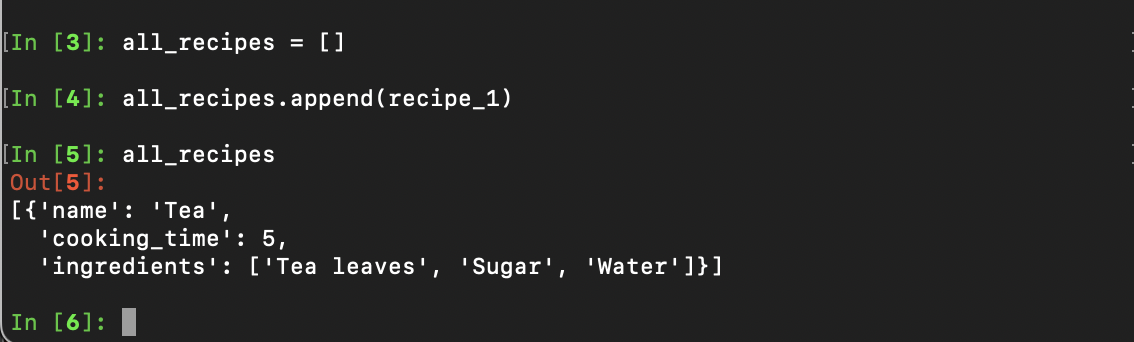 In [3]: all_recipes = []
In [4]: all_recipes.append(recipe_1)
In [5]: all_recipes
Out[5]:
[{'name': 'Tea',
  'cooking_time': 5,
  'ingredients': ['Tea leaves', 'Sugar', 'Water']}]
In [6]: